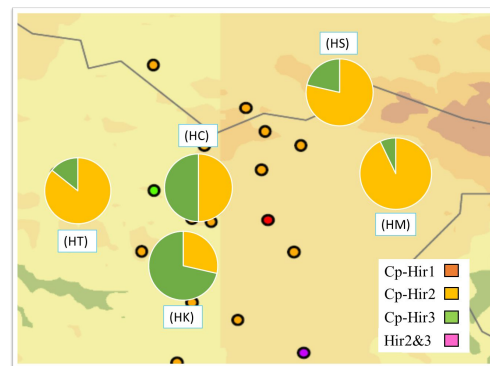 (HS)
(HC)
(HM)
(HT)
(HK)
Cp-Hir1
Cp-Hir2
Cp-Hir3
Hir2&3